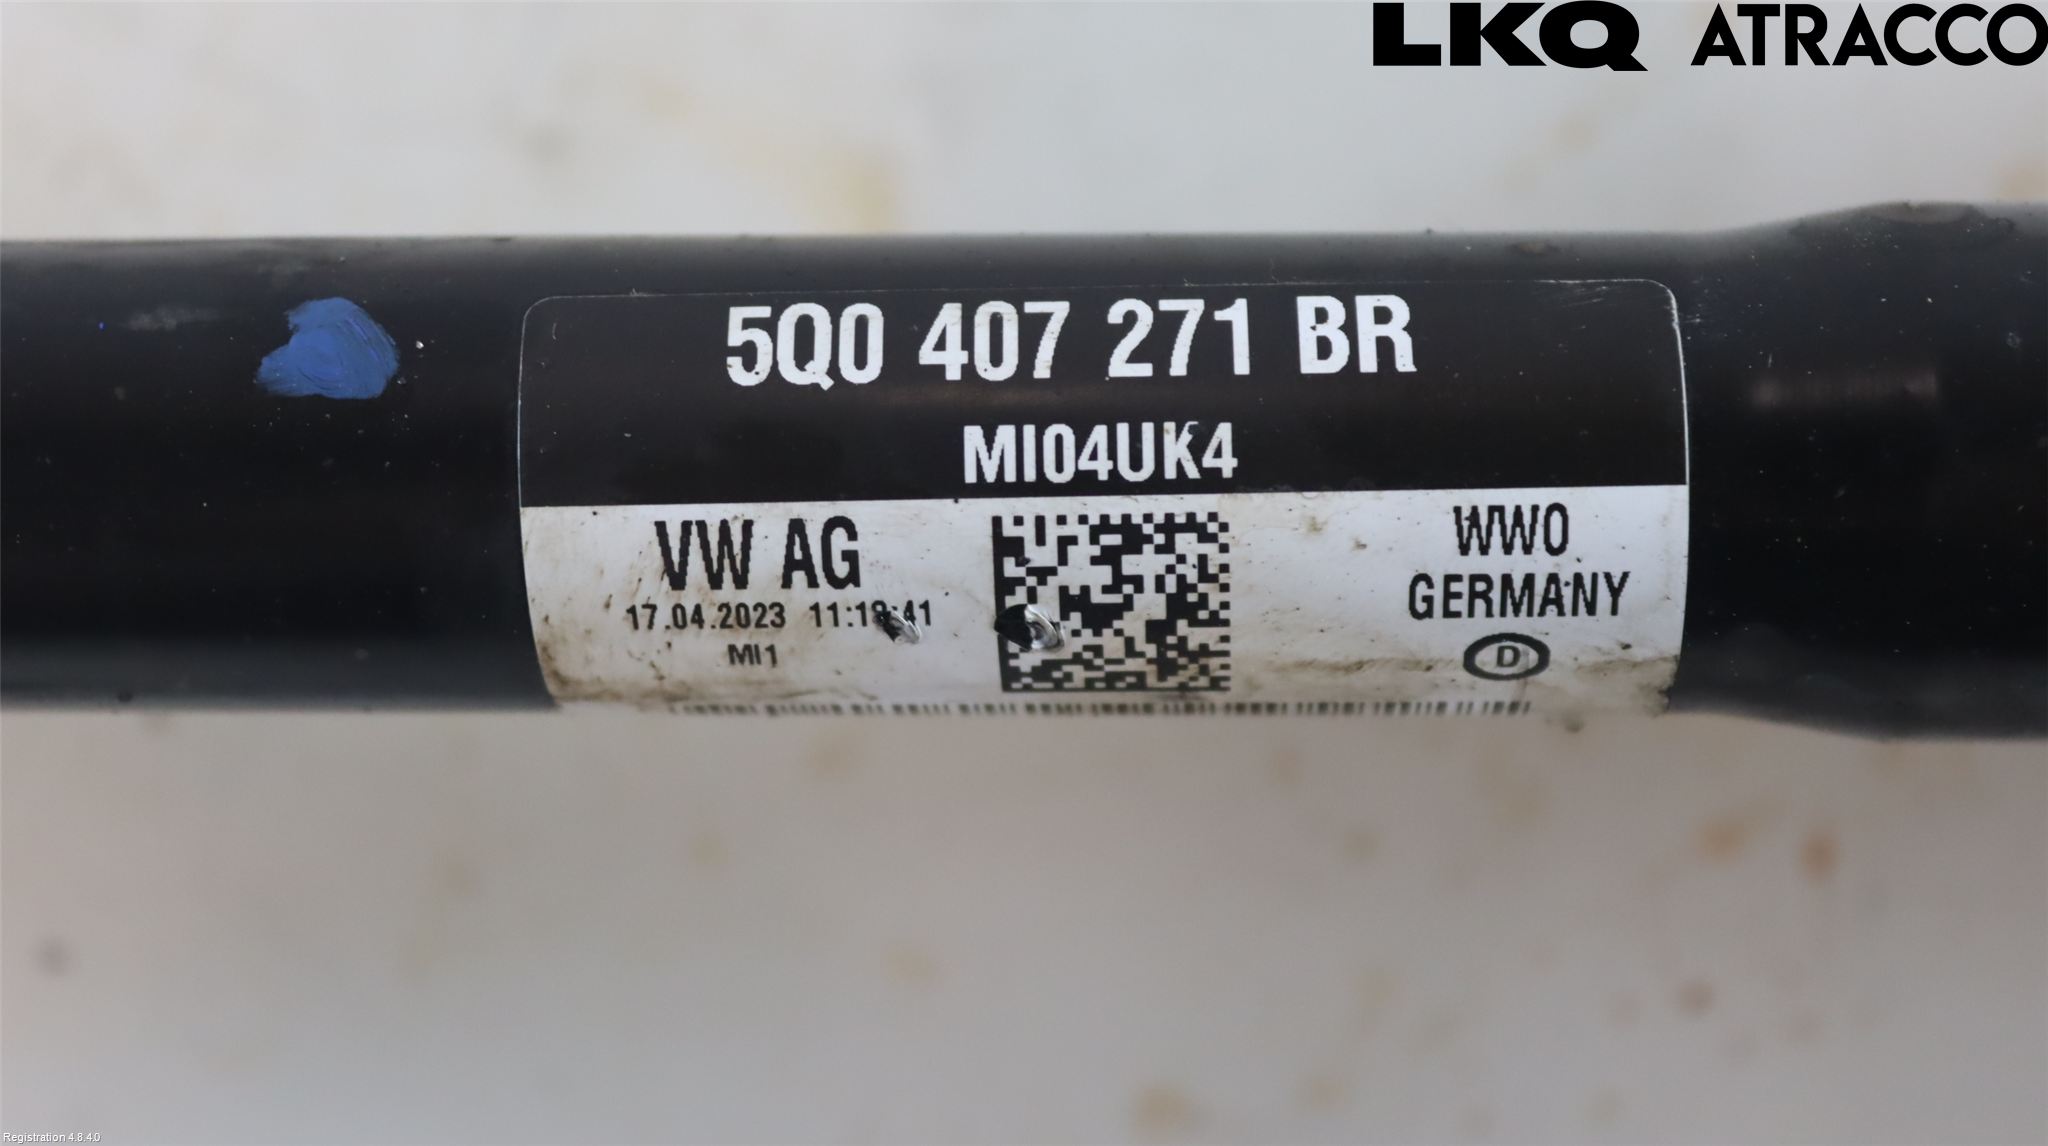 LKQ ATRACCO
5Q0 407 271 BR
MI04UK4
VW AG
17.04.2023
MI1
WWO
GERMANY
D
Registration 4.8.4.0